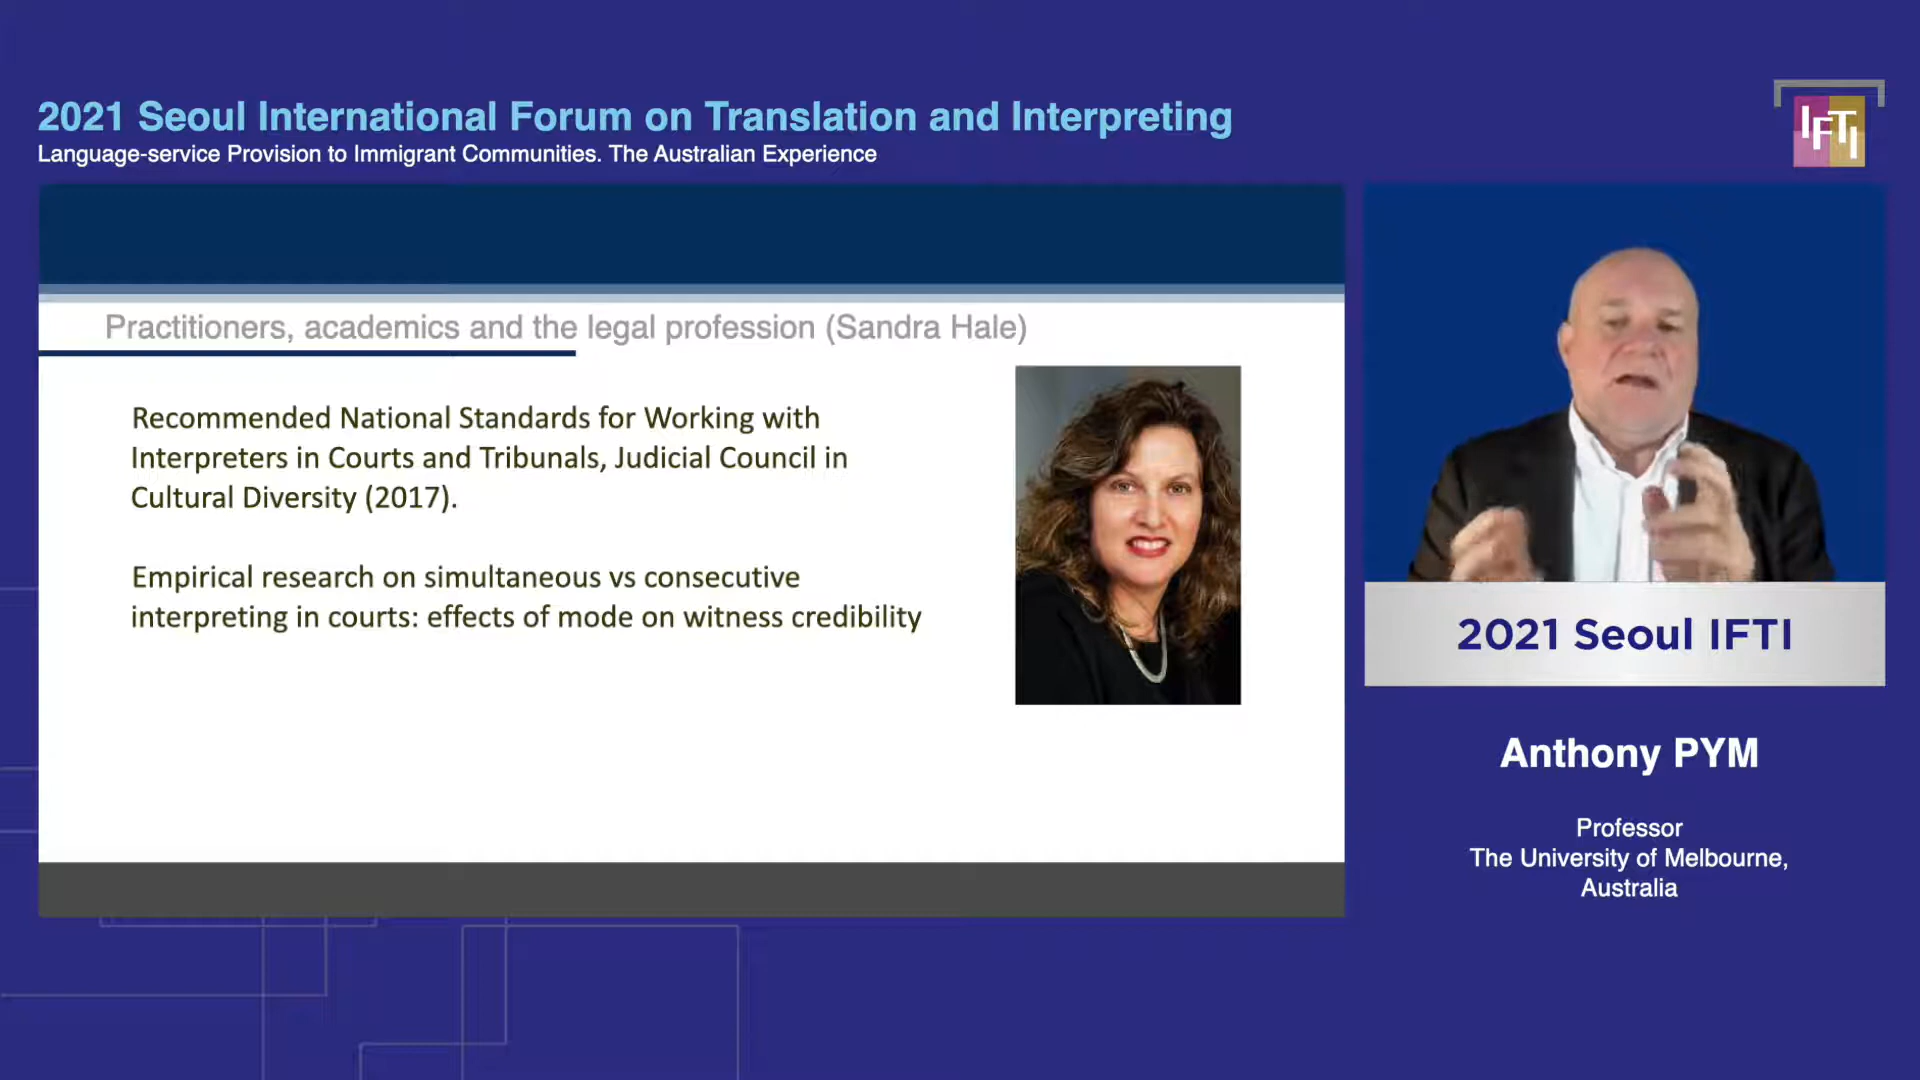 2021 Seoul International Forum on Translation and Interpreting
Language-service Provision to Immigrant Communities. The Australian Experience
IFTI
Practitioners, academics and the legal profession (Sandra Hale)
Recommended National Standards for Working with
Interpreters in Courts and Tribunals, Judicial Council in
Cultural Diversity (2017).
Empirical research on simultaneous vs consecutive
interpreting in courts: effects of mode on witness credibility
2021 Seoul IFTI
Anthony PYM
Professor
The University of Melbourne,
Australia